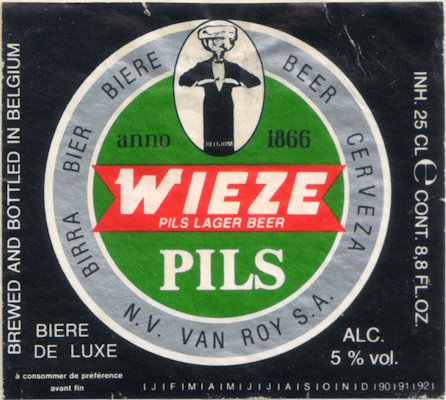 BREWED AND BOTTLED IN BELGIUM
BIRRA BIER BIÈRE BEER CERVEZA
BELGIUM
anno 1866
WIEZE
PILS LAGER BEER
PILS
N.V. VAN ROY S.A.
INH. 25 CL e CONT. 8,8 FL.OZ.
BIERE
DE LUXE
ALC.
5 % vol.
à consommer de préférence
avant fin
I J I F I M I A I M I J I J I A I S I O I N I D I 90 I 91 I 92 I